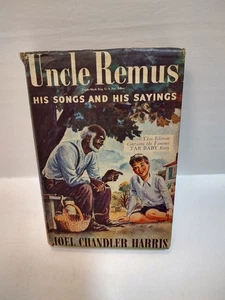 Uncle Remus
HIS SONGS AND HIS SAYINGS
This Edition
Contains the Famous
TAR BABY Story
JOEL CHANDLER HARRIS